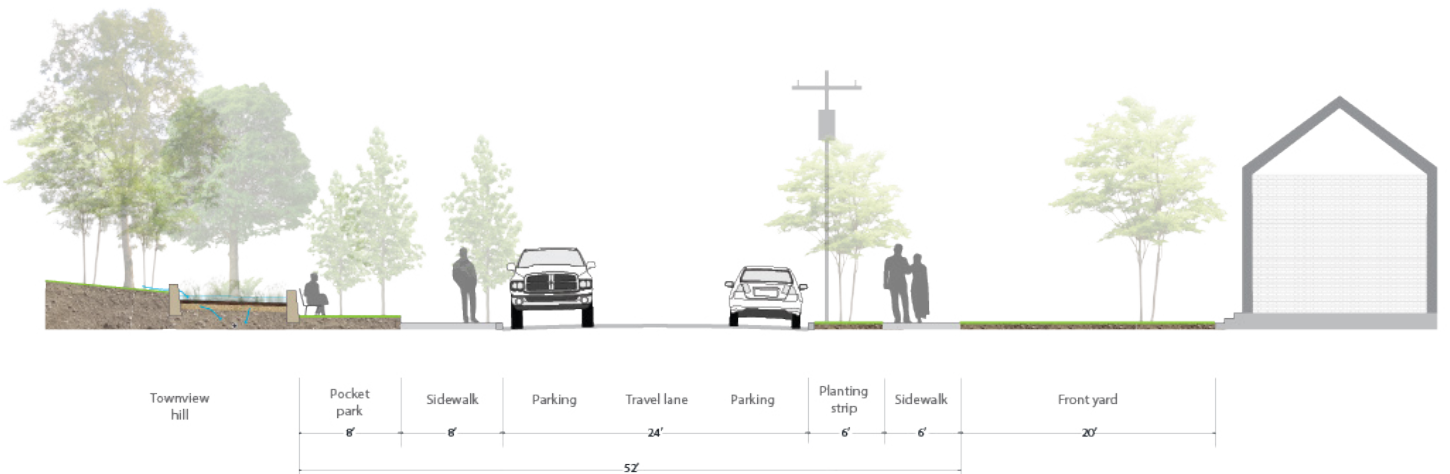 Townview
hill
Pocket
park
Sidewalk
Parking
Travel lane
Parking
Planting
strip
Sidewalk
Front yard
8'
8'
24'
6'
6'
20'
52'